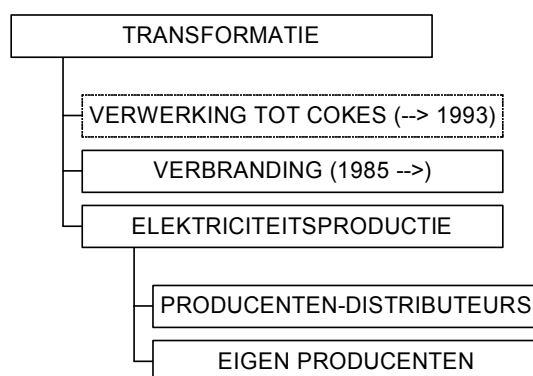 TRANSFORMATIE
VERWERKING TOT COKES (--> 1993)
VERBRANDING (1985 -->)
ELEKTRICITEITSPRODUCTIE
PRODUCENTEN-DISTRIBUTEURS
EIGEN PRODUCENTEN